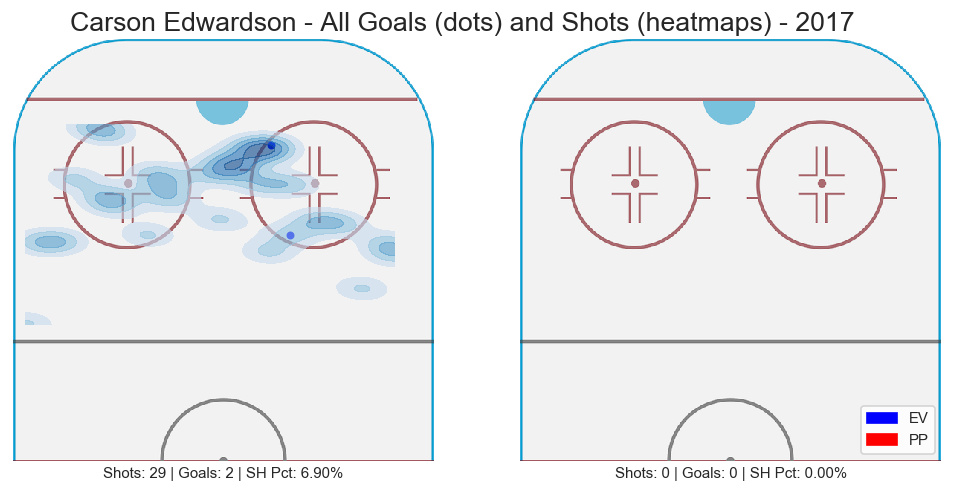 Carson Edwardson - All Goals (dots) and Shots (heatmaps) - 2017
EV
PP
Shots: 29 | Goals: 2 | SH Pct: 6.90%
Shots: 0 | Goals: 0 | SH Pct: 0.00%